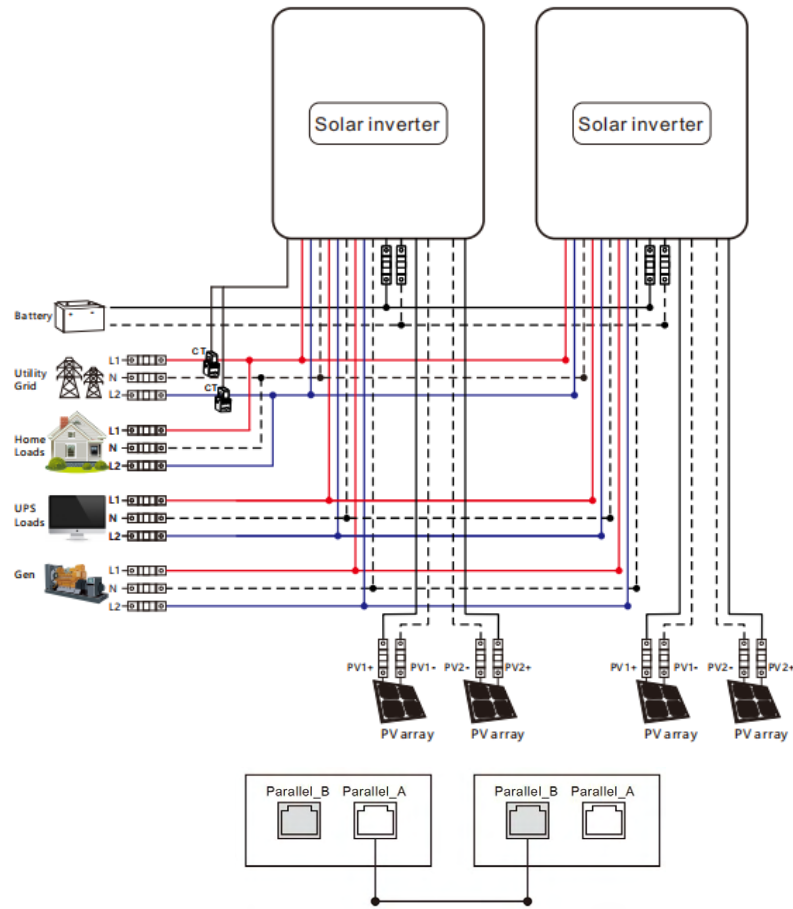 Solar inverter
Solar inverter
Battery
CT
L1
Utility
Grid
N
CT
L2
L1
Home
Loads
N
L2
L1
UPS
Loads
N
L2
L1
Gen
N
L2
PV1+ PV1- PV2- PV2+
PV1+ PV1- PV2- PV2+
PV array
PV array
PV array
PV array
Parallel_B Parallel_A
Parallel_B Parallel_A